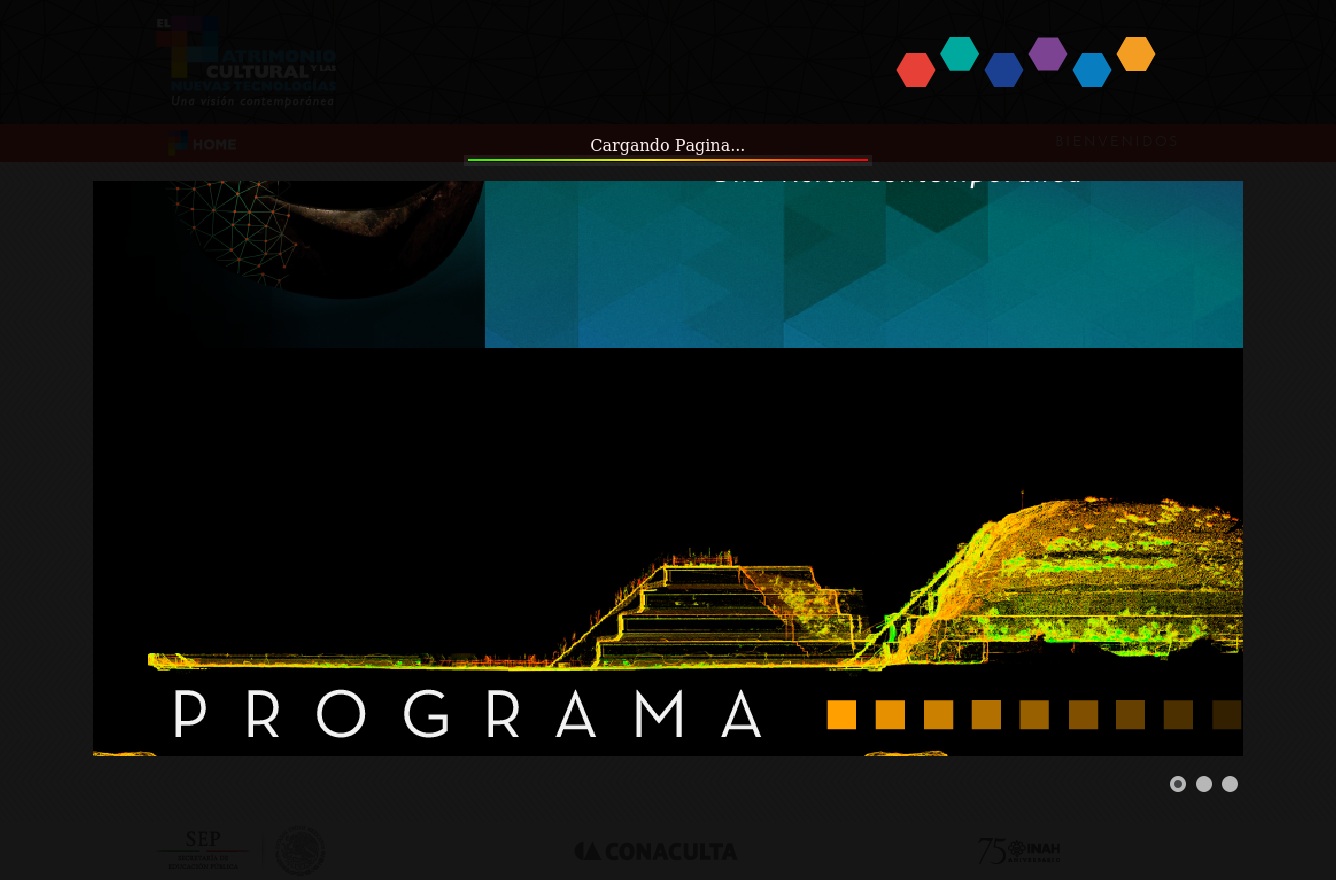 EL
PATRIMONIO
CULTURAL Y LAS
NUEVAS TECNOLOGÍAS
Una visión contemporánea
HOME
Cargando Pagina...
BIENVENIDOS
Una visión contemporánea
PROGRAMA
SEP
SECRETARÍA DE
EDUCACIÓN PÚBLICA
CONACULTA
75 INAH
ANIVERSARIO